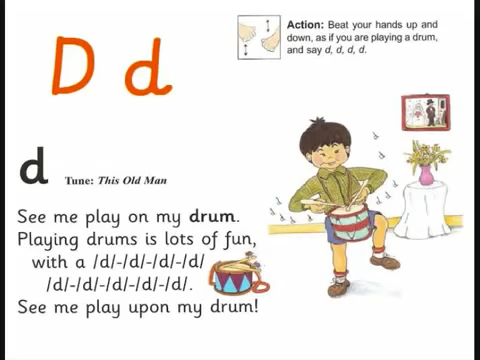 D d
Action: Beat your hands up and
down, as if you are playing a drum,
and say d, d, d, d.
d Tune: This Old Man
See me play on my drum.
Playing drums is lots of fun,
with a /d/-/d/-/d/-/d/
/d/-/d/-/d/-/d/-/d/.
See me play upon my drum!
d
d
d
d
d
d
d
d
d
d